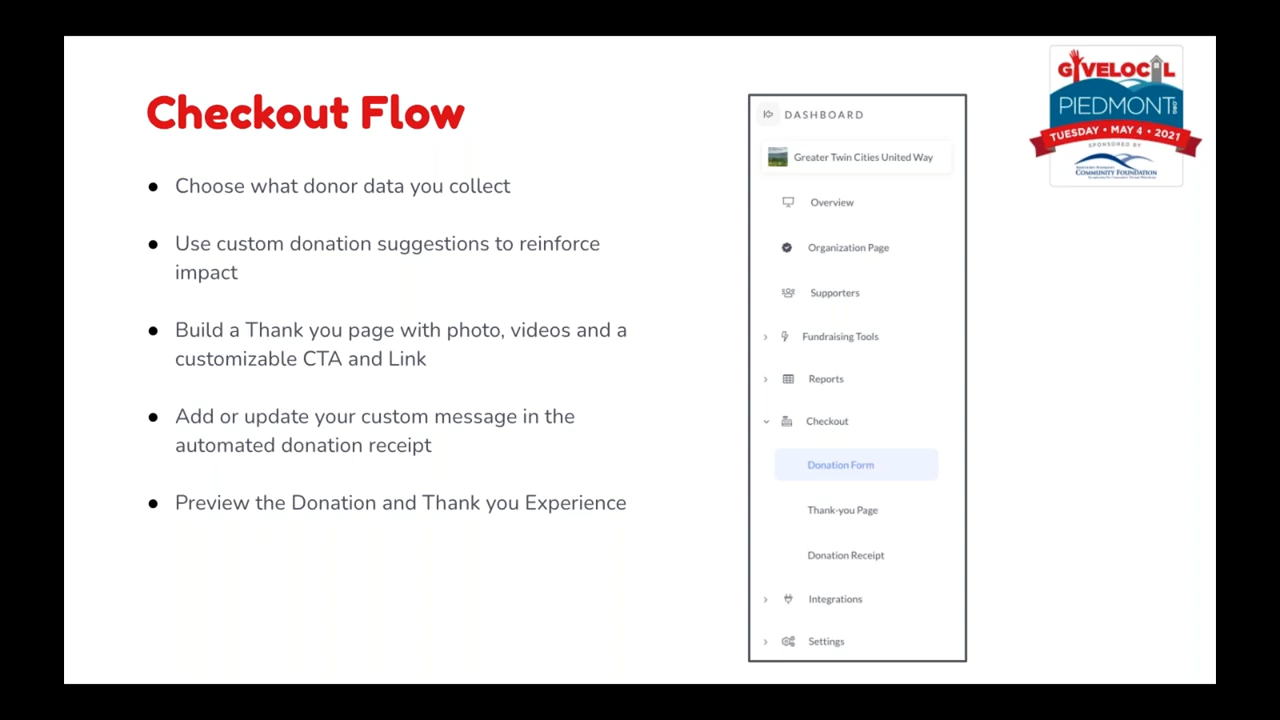 Checkout Flow
● Choose what donor data you collect
● Use custom donation suggestions to reinforce
impact
● Build a Thank you page with photo, videos and a
customizable CTA and Link
● Add or update your custom message in the
automated donation receipt
● Preview the Donation and Thank you Experience
DASHBOARD
Greater Twin Cities United Way
Overview
Organization Page
Supporters
Fundraising Tools
Reports
Checkout
Donation Form
Thank-you Page
Donation Receipt
Integrations
Settings
GIVELOCAL
PIEDMONT.ORG
TUESDAY • MAY 4 • 2021
SPONSORED BY
COMMUNITY FOUNDATION